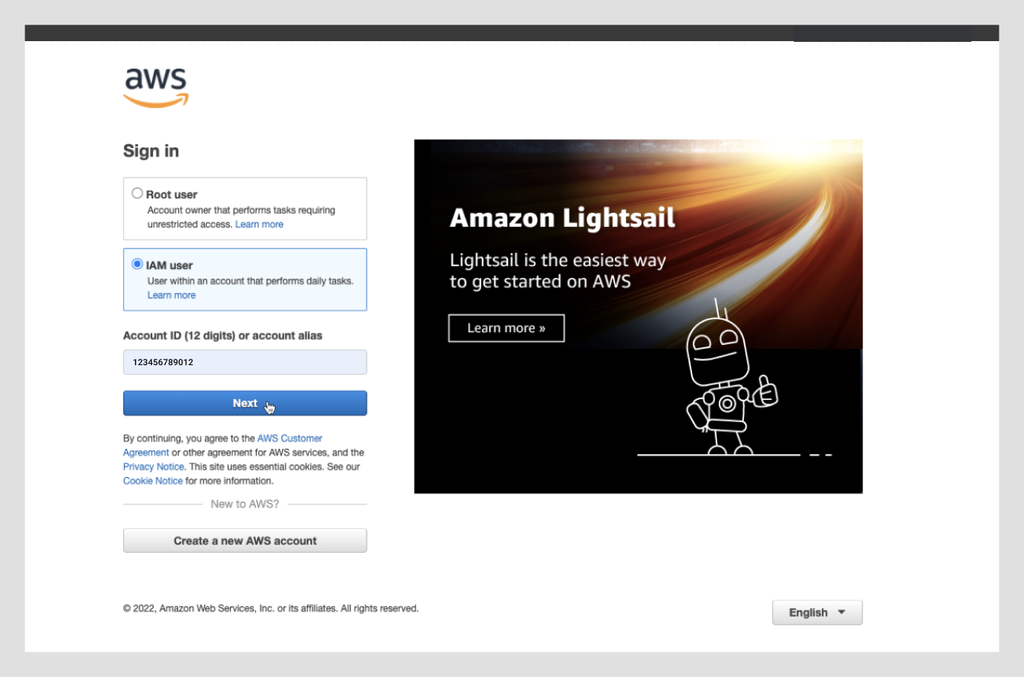 aws
Sign in
Root user
Account owner that performs tasks requiring
unrestricted access. Learn more
IAM user
User within an account that performs daily tasks.
Learn more
Account ID (12 digits) or account alias
123456789012
Next
By continuing, you agree to the AWS Customer
Agreement or other agreement for AWS services, and the
Privacy Notice. This site uses essential cookies. See our
Cookie Notice for more information.
New to AWS?
Create a new AWS account
Amazon Lightsail
Lightsail is the easiest way
to get started on AWS
Learn more »
© 2022, Amazon Web Services, Inc. or its affiliates. All rights reserved.
English